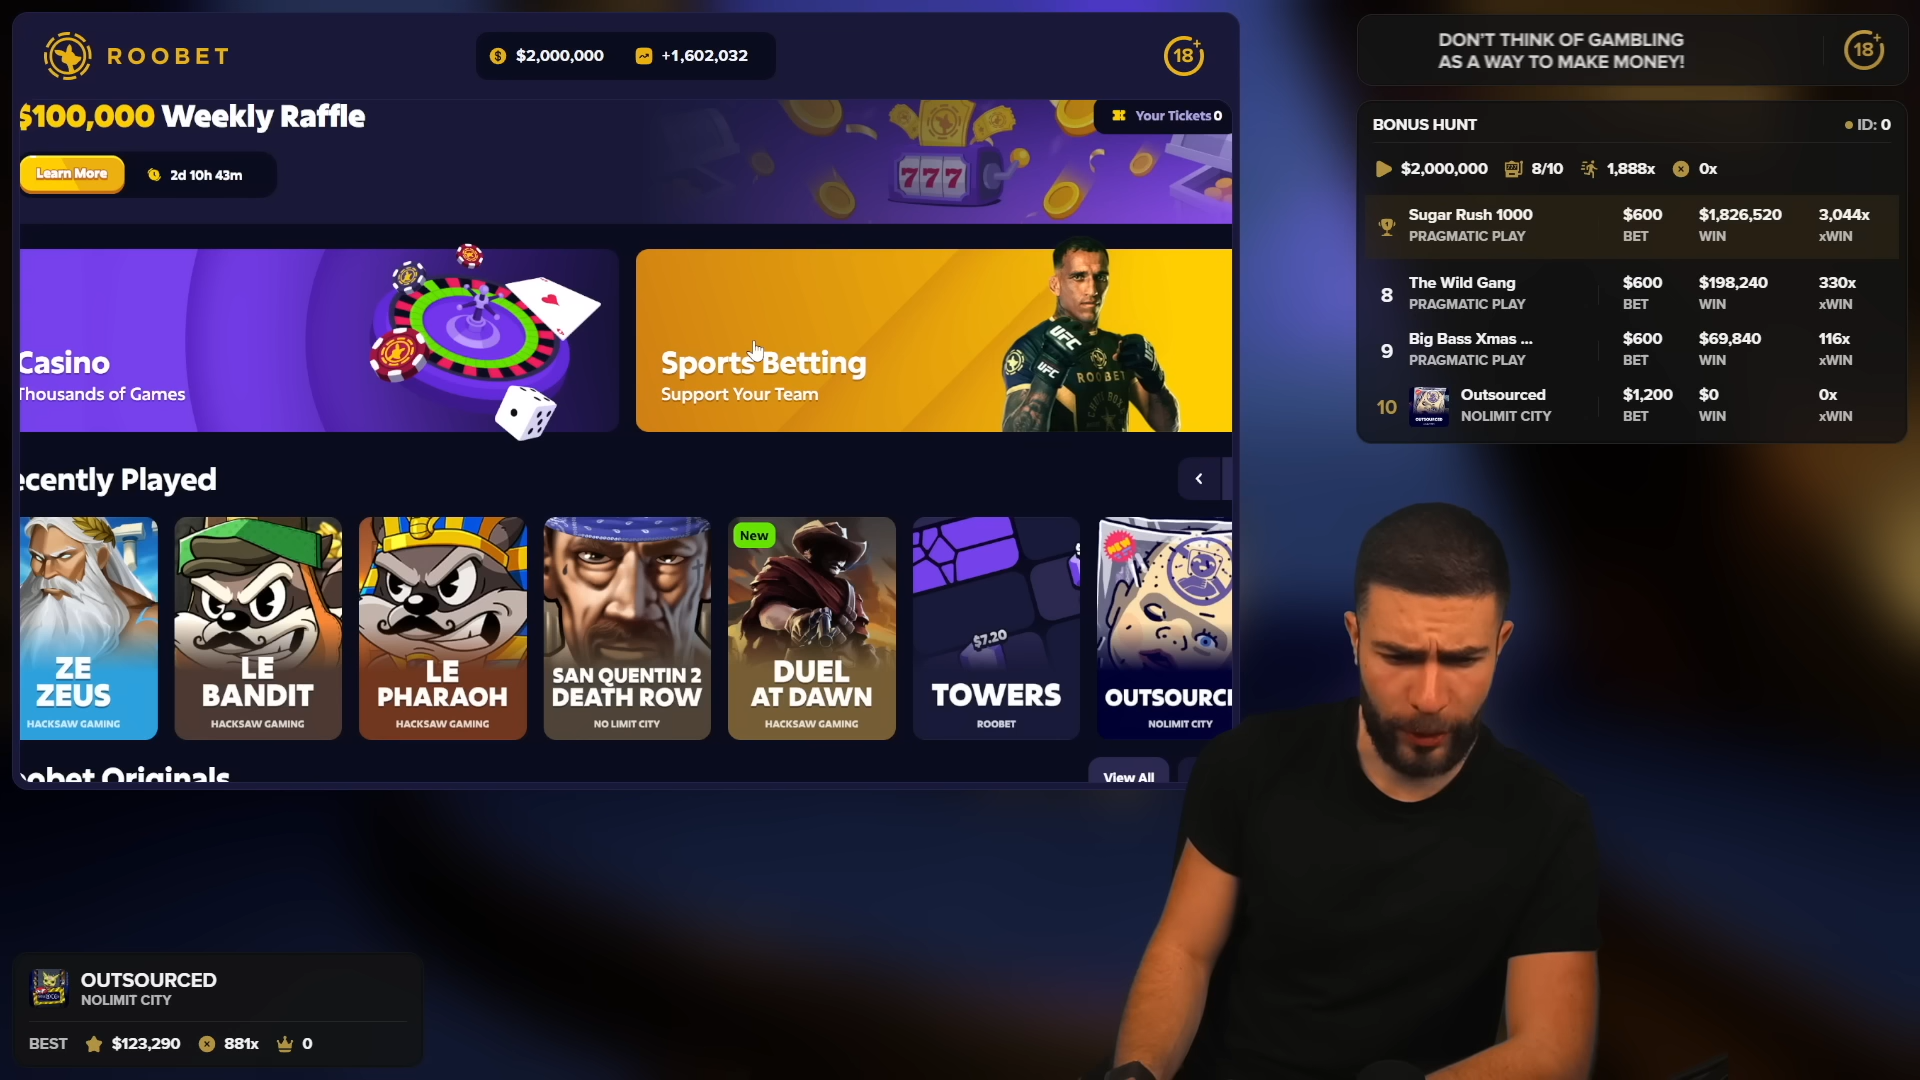 ROOBET
$2,000,000 +1,602,032
18+
$100,000 Weekly Raffle
Your Tickets 0
Learn More
2d 10h 43m
777
Casino
Thousands of Games
Sports Betting
Support Your Team
UFC
UFC
ROOBET
ecently Played
ZE
ZEUS
HACKSAW GAMING
LE
BANDIT
HACKSAW GAMING
LE
PHARAOH
HACKSAW GAMING
SAN QUENTIN 2
DEATH ROW
NO LIMIT CITY
New
DUEL
AT DAWN
HACKSAW GAMING
$7.20
TOWERS
ROOBET
NEW
OUTSOURCE
NOLIMIT CITY
oobet Originals
View All
DON'T THINK OF GAMBLING
AS A WAY TO MAKE MONEY!
18+
BONUS HUNT
ID: 0
$2,000,000 8/10 1,888x 0x
Sugar Rush 1000 $600 $1,826,520 3,044x
PRAGMATIC PLAY BET WIN xWIN
8 The Wild Gang $600 $198,240 330x
PRAGMATIC PLAY BET WIN xWIN
9 Big Bass Xmas ... $600 $69,840 116x
PRAGMATIC PLAY BET WIN xWIN
10 Outsourced $1,200 $0 0x
NOLIMIT CITY BET WIN xWIN
OUTSOURCED
NOLIMIT CITY
BEST $123,290 881x 0